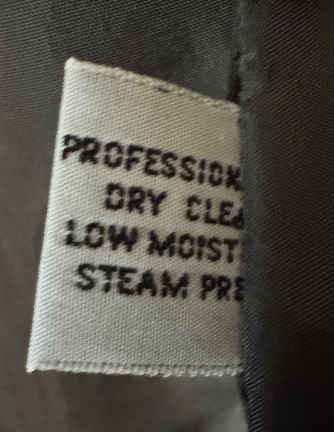 PROFESSION
DRY CLEA
LOW MOIST
STEAM PRE